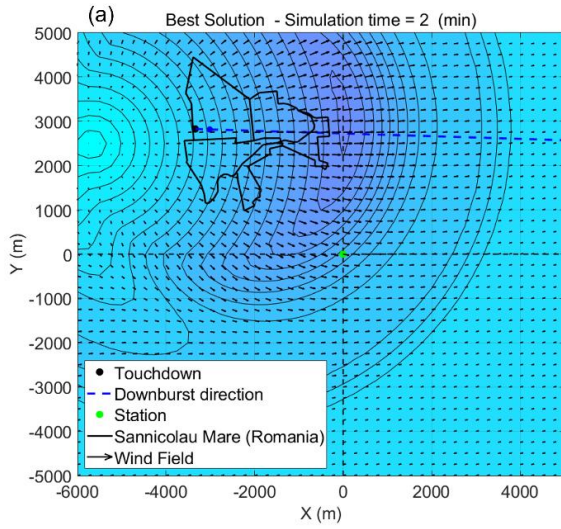 (a)
Best Solution - Simulation time = 2 (min)
5000
4000
3000
2000
1000
0
-1000
-2000
-3000
-4000
-5000
Y (m)
Touchdown
Downburst direction
Station
Sannicolau Mare (Romania)
Wind Field
-6000 -4000 -2000 0 2000 4000
X (m)